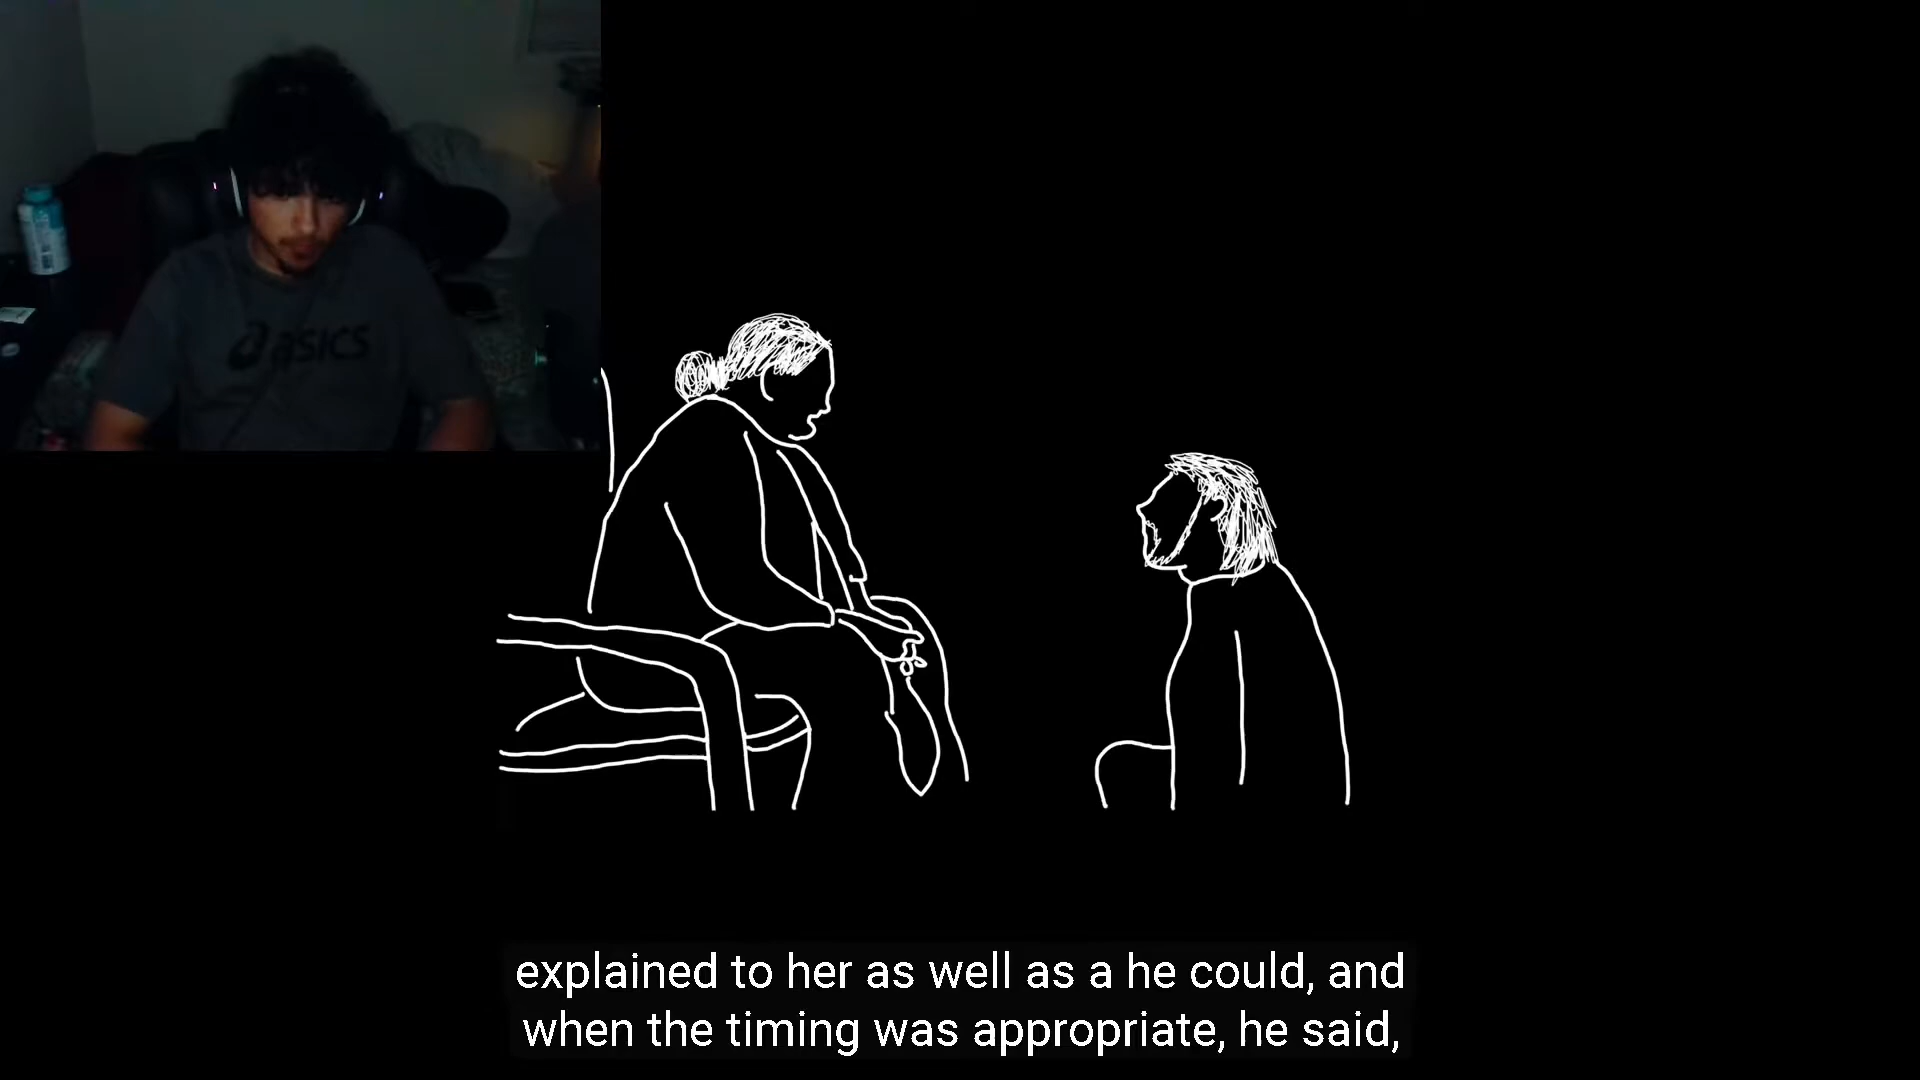 asics
explained to her as well as a he could, and
when the timing was appropriate, he said,